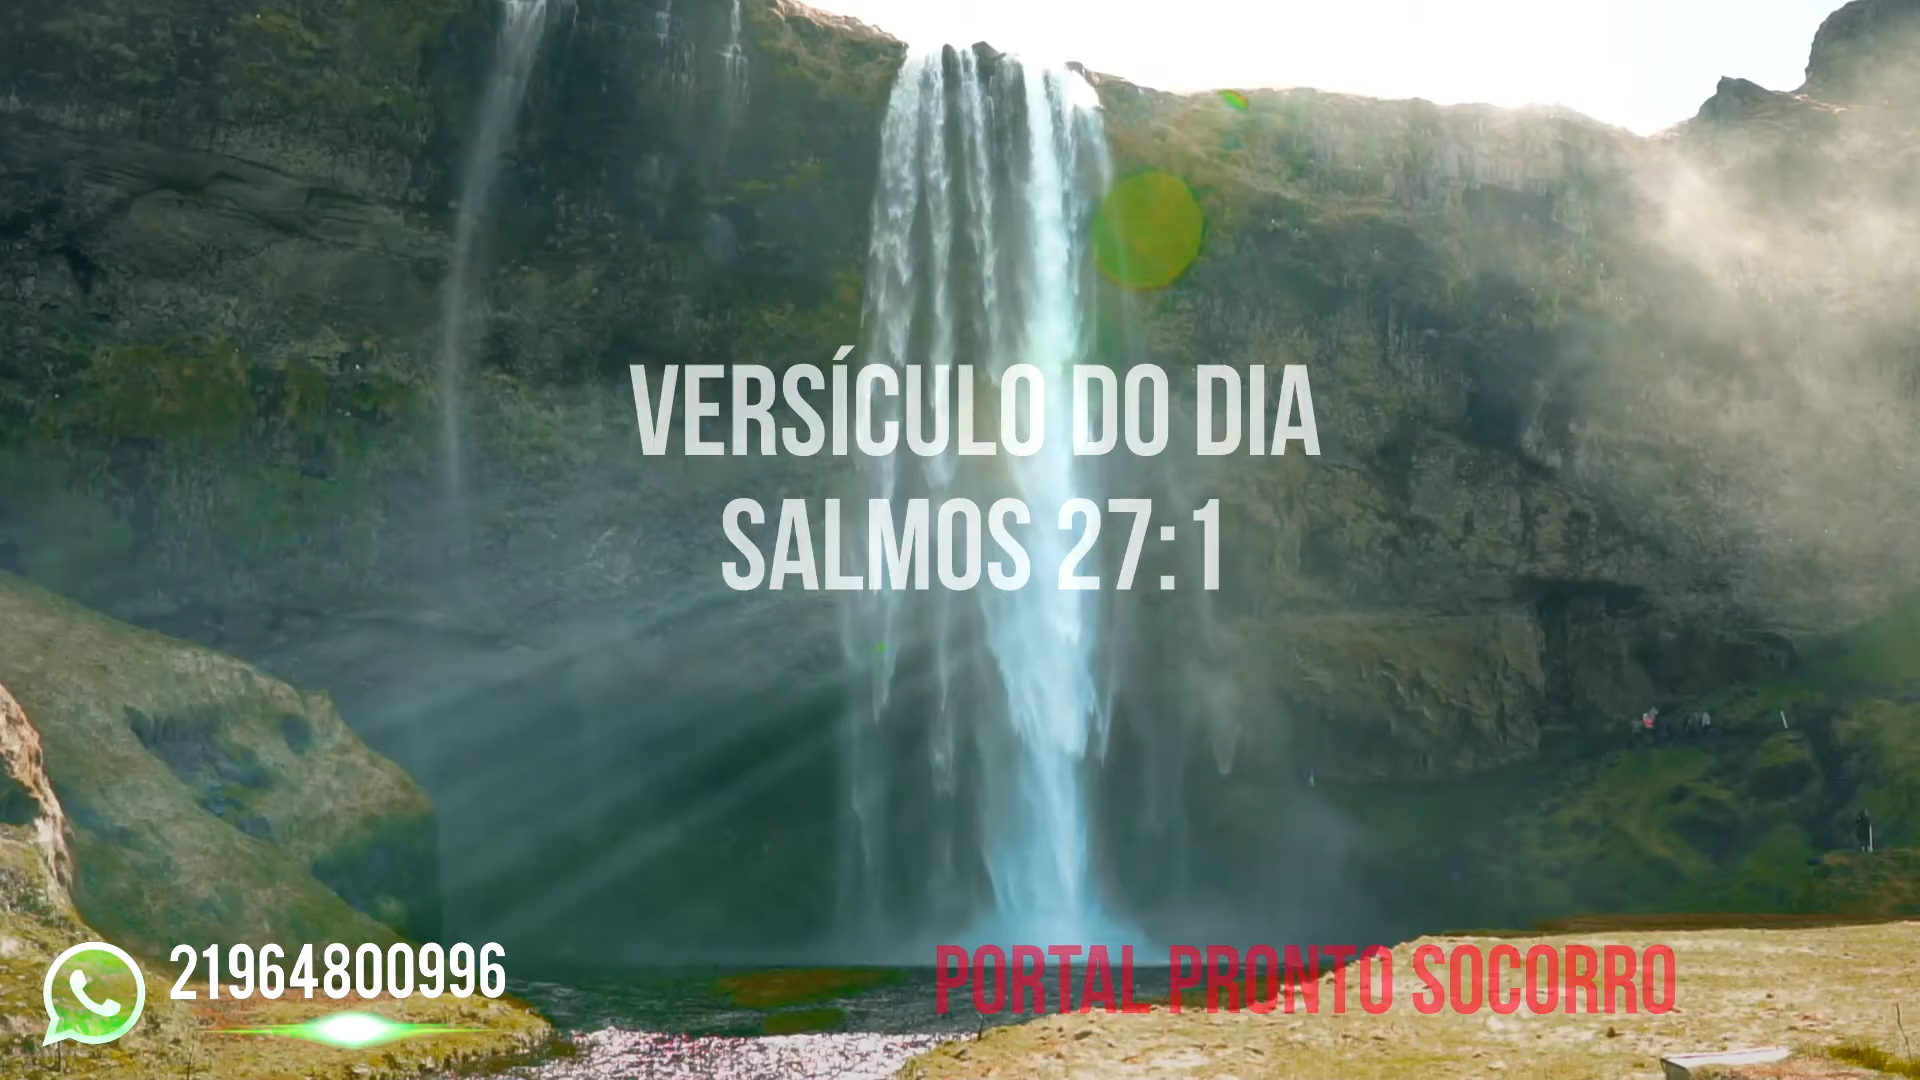 VERSÍCULO DO DIA
SALMOS 27:1
21964800996
PORTAL PRONTO SOCORRO